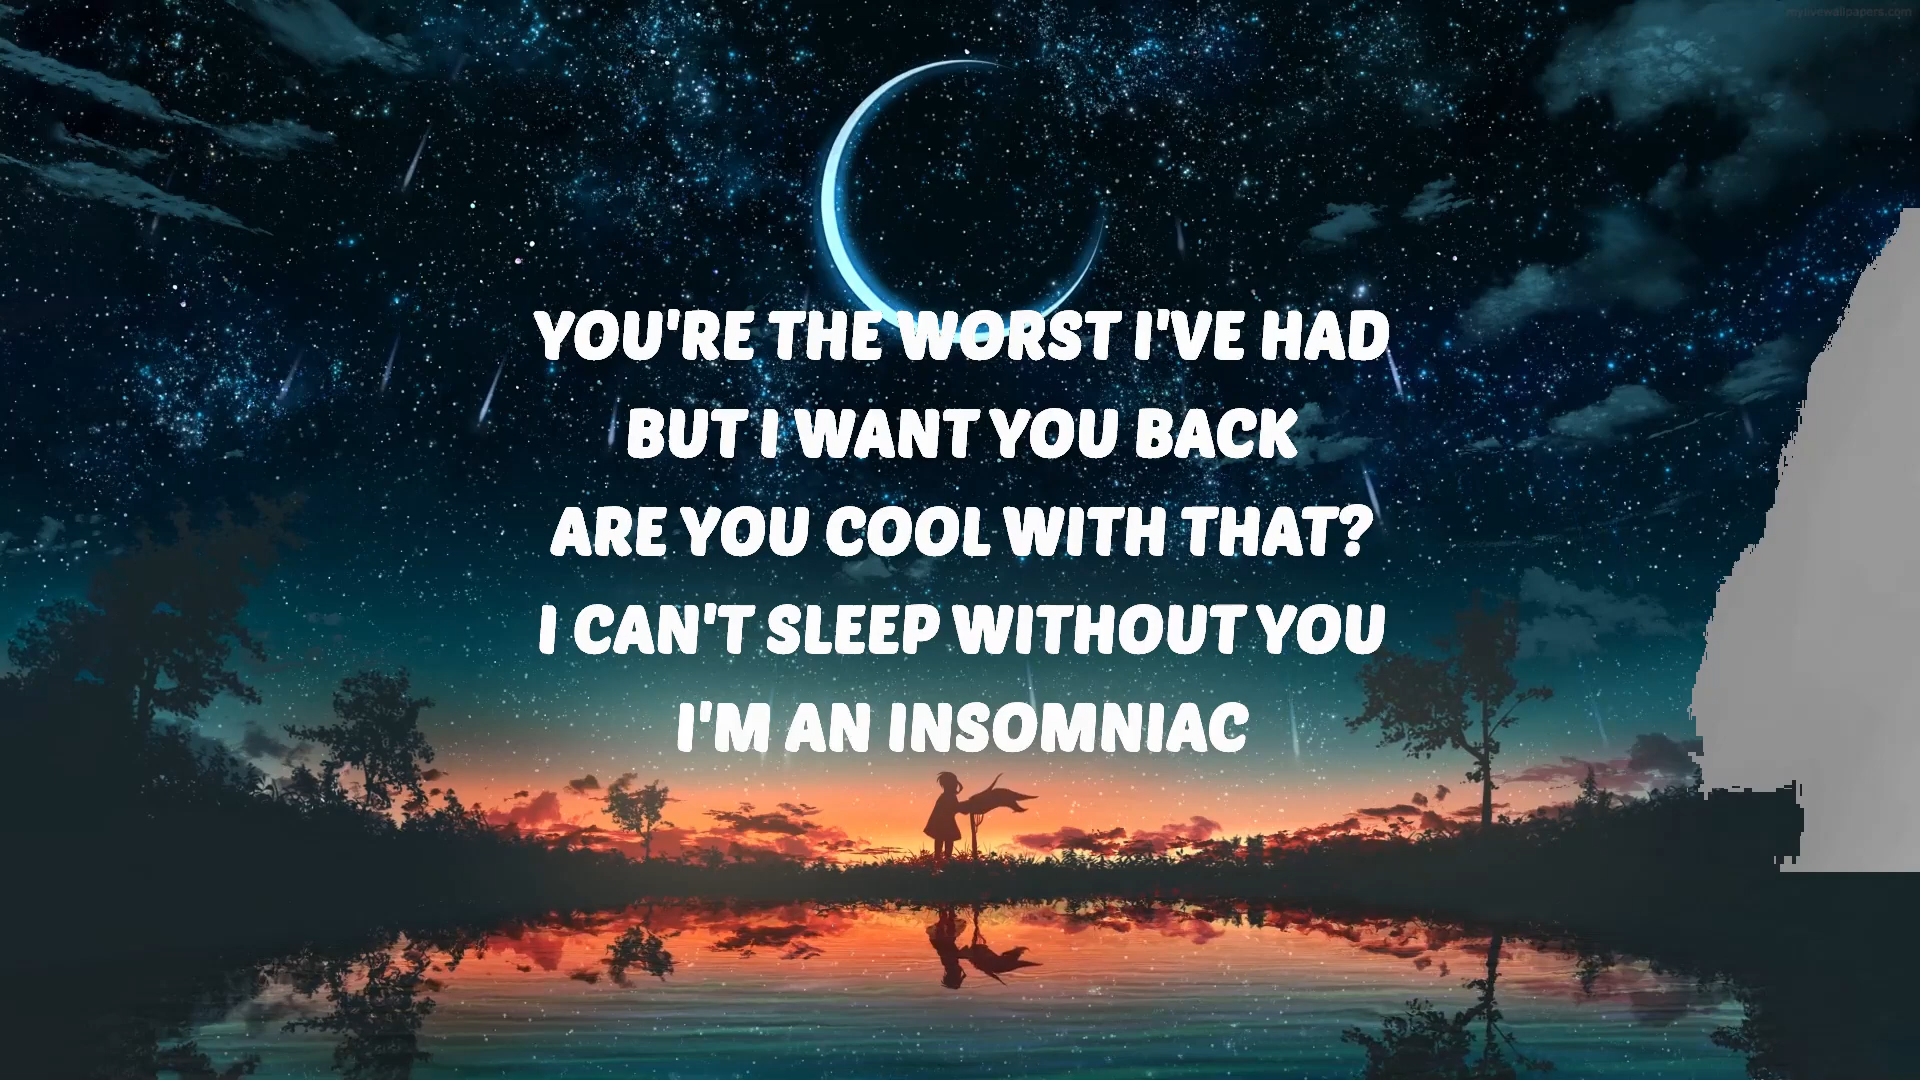 YOU'RE THE WORST I'VE HAD
BUT I WANT YOU BACK
ARE YOU COOL WITH THAT?
I CAN'T SLEEP WITHOUT YOU
I'M AN INSOMNIAC